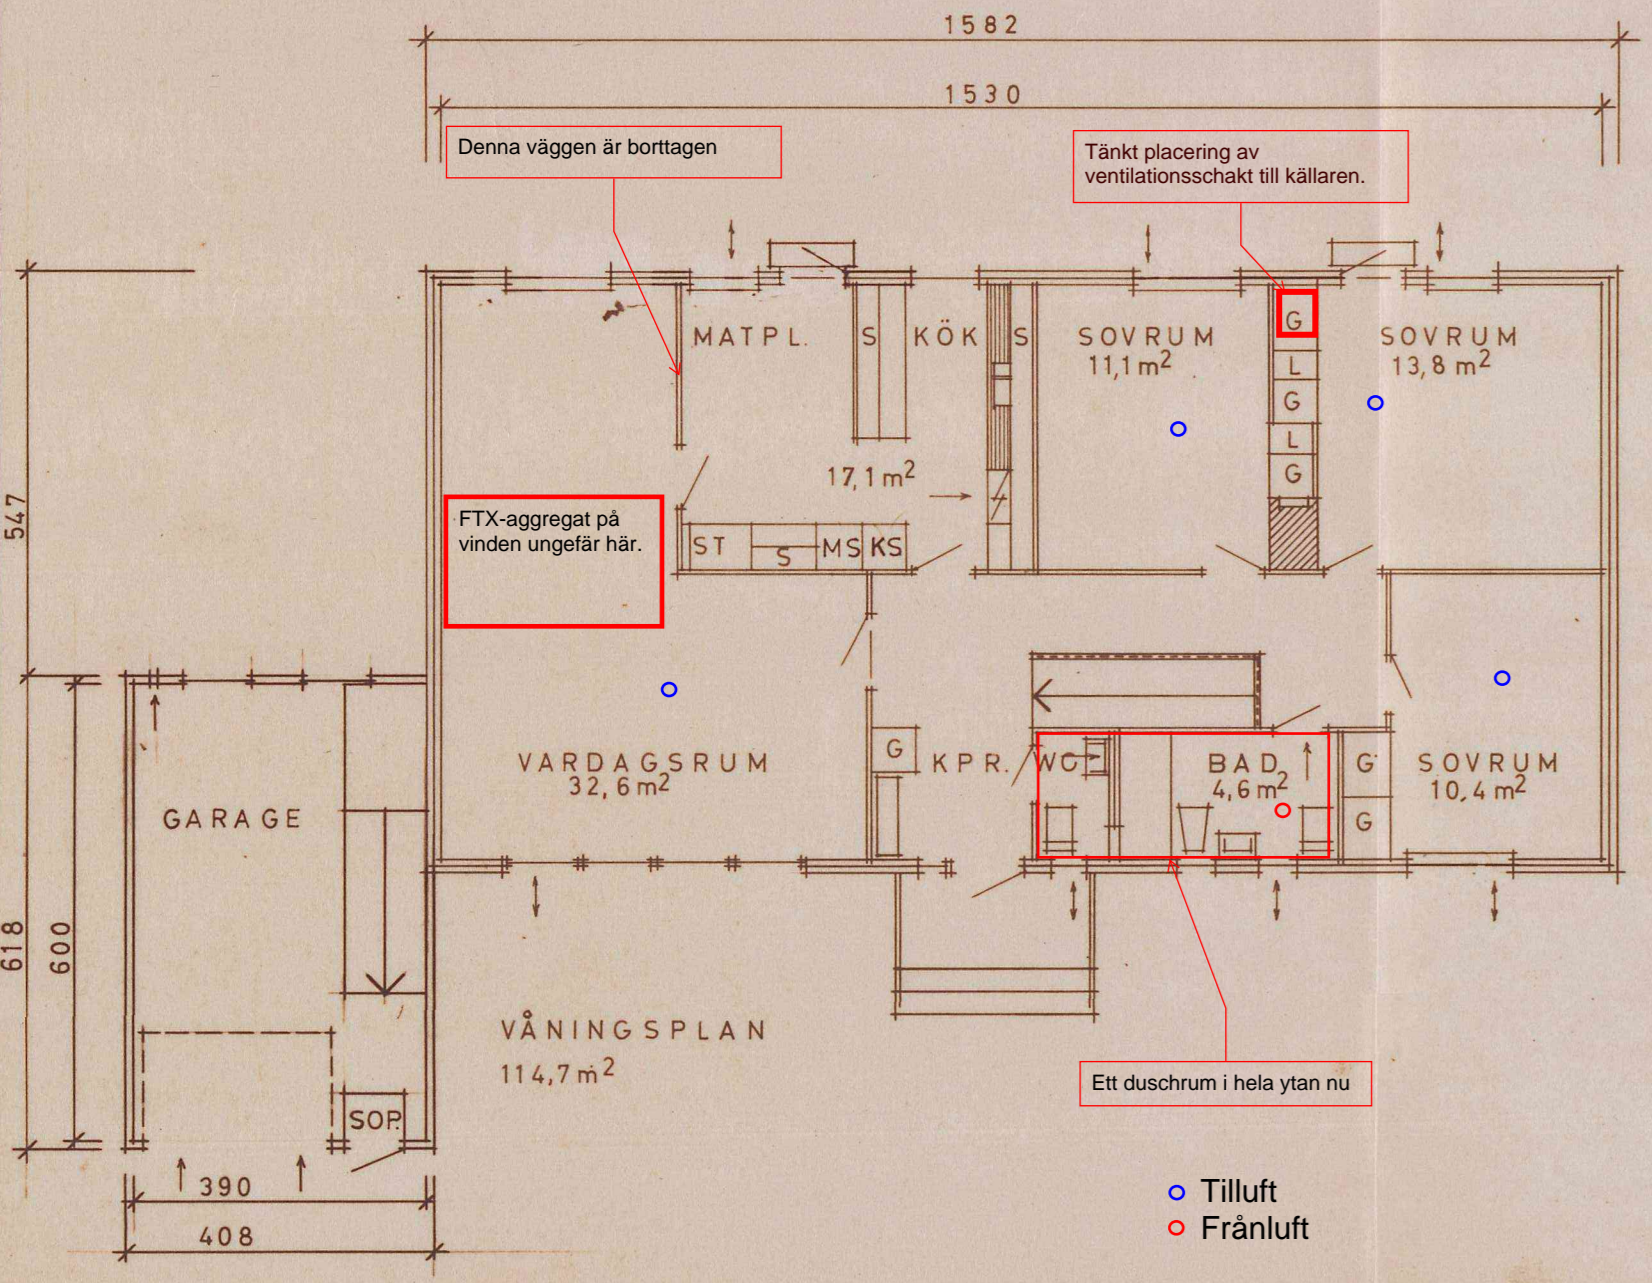 1582
1530
Denna väggen är borttagen
Tänkt placering av
ventilationsschakt till källaren.
MATPL.
S
KÖK
S
SOVRUM
11,1 m²
G
L
G
L
G
SOVRUM
13,8 m²
17,1 m²
547
FTX-aggregat på
vinden ungefär här.
ST
S
MS
KS
VARDAGSRUM
32,6 m²
G
KPR.
WC
BAD
4,6 m²
G
G
SOVRUM
10,4 m²
GARAGE
618
600
VÅNINGSPLAN
114,7 m²
Ett duschrum i hela ytan nu
SOP.
390
408
Tilluft
Frånluft